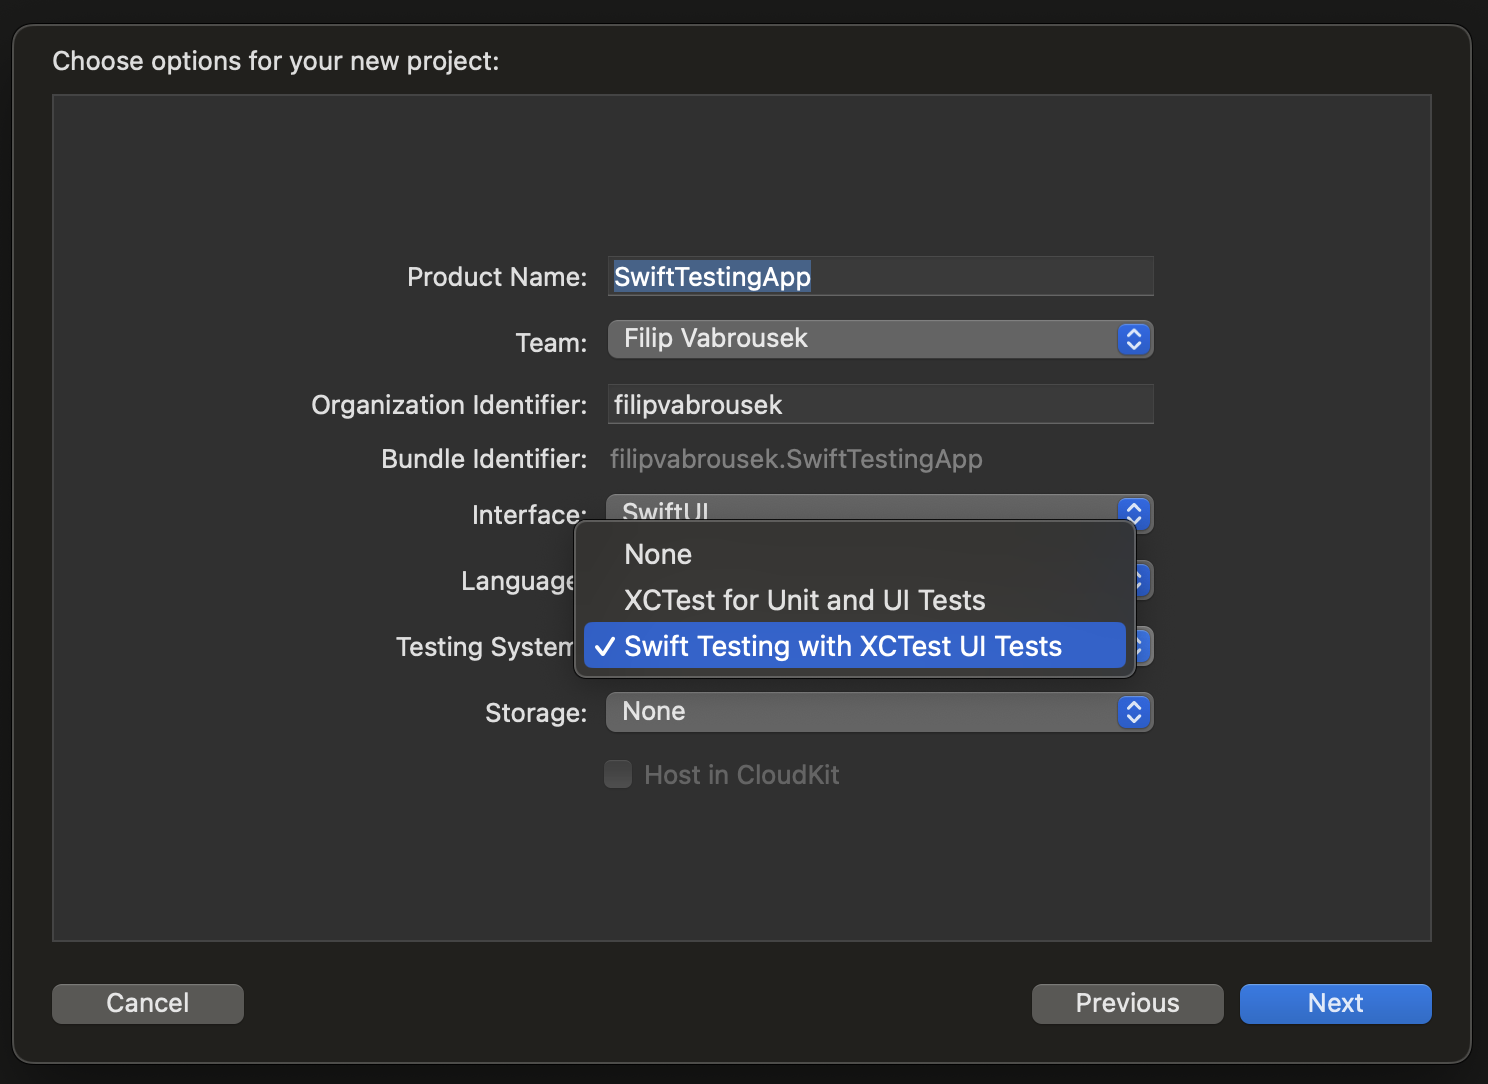 Choose options for your new project:
Product Name: SwiftTestingApp
Team: Filip Vabrousek
Organization Identifier: filipvabrousek
Bundle Identifier: filipvabrousek.SwiftTestingApp
Interface: SwiftUI
None
Language
XCTest for Unit and UI Tests
Testing System ✓ Swift Testing with XCTest UI Tests
Storage: None
Host in CloudKit
Cancel Previous Next